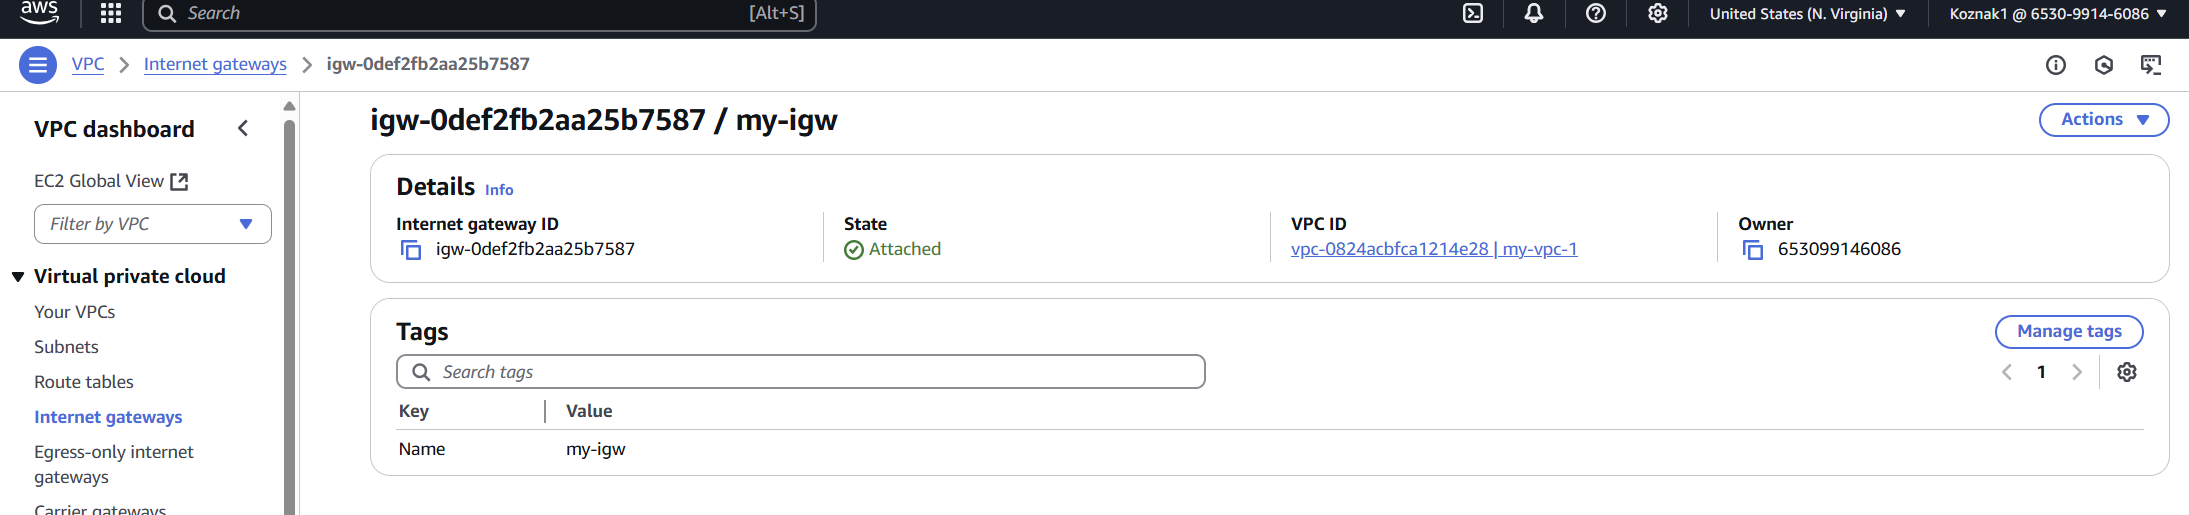 aws
Search [Alt+S] United States (N. Virginia) Koznak1 @ 6530-9914-6086
VPC Internet gateways igw-0def2fb2aa25b7587
VPC dashboard
EC2 Global View
Filter by VPC
Virtual private cloud
Your VPCs
Subnets
Route tables
Internet gateways
Egress-only internet
gateways
Carrier gateways
igw-0def2fb2aa25b7587 / my-igw
Actions
Details Info
Internet gateway ID
igw-0def2fb2aa25b7587
State
Attached
VPC ID
vpc-0824acbfca1214e28 | my-vpc-1
Owner
653099146086
Tags
Manage tags
Search tags
1
Key Value
Name my-igw